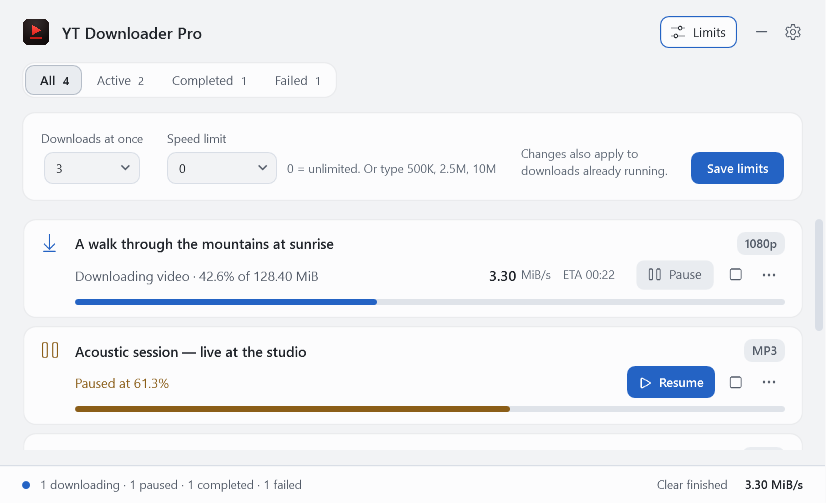 YT Downloader Pro
Limits
All 4
Active 2
Completed 1
Failed 1
Downloads at once
Speed limit
3
0
0 = unlimited. Or type 500K, 2.5M, 10M
Changes also apply to
downloads already running.
Save limits
A walk through the mountains at sunrise
1080p
Downloading video · 42.6% of 128.40 MiB
3.30 MiB/s
ETA 00:22
Pause
Acoustic session — live at the studio
MP3
Paused at 61.3%
Resume
1 downloading · 1 paused · 1 completed · 1 failed
Clear finished
3.30 MiB/s